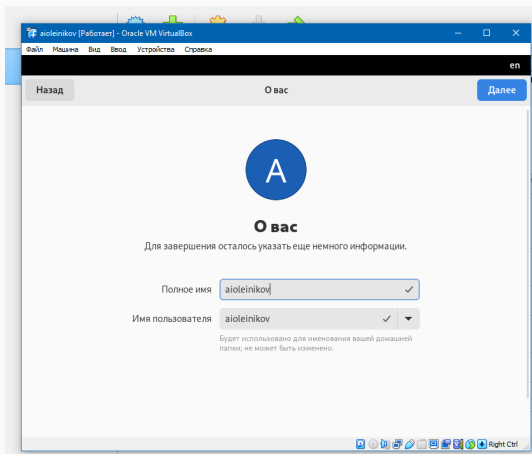 aioleinikov [Работает] - Oracle VM VirtualBox
Файл Машина Вид Ввод Устройства Справка
en
Назад О вас Далее
A
О вас
Для завершения осталось указать еще немного информации.
Полное имя aioleinikov
Имя пользователя aioleinikov
Будет использовано для именования вашей домашней
папки; не может быть изменено.
Right Ctrl